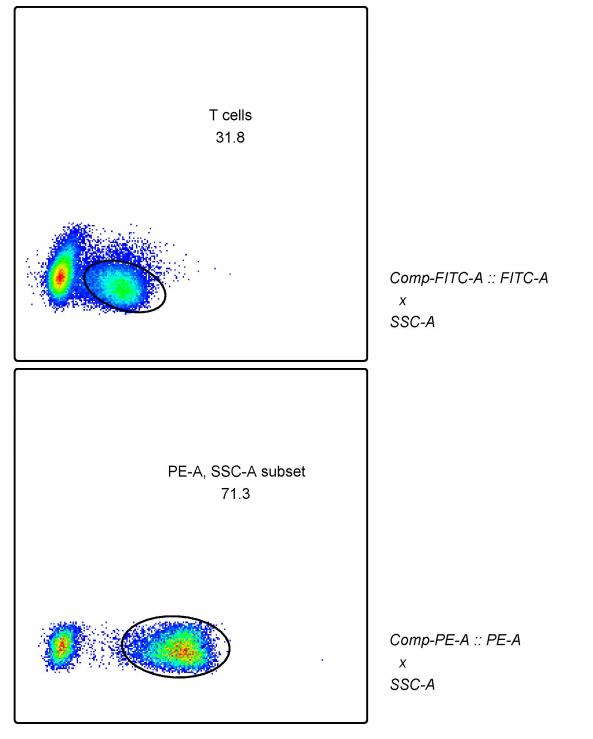 T cells
31.8
Comp-FITC-A :: FITC-A
x
SSC-A
PE-A, SSC-A subset
71.3
Comp-PE-A :: PE-A
x
SSC-A